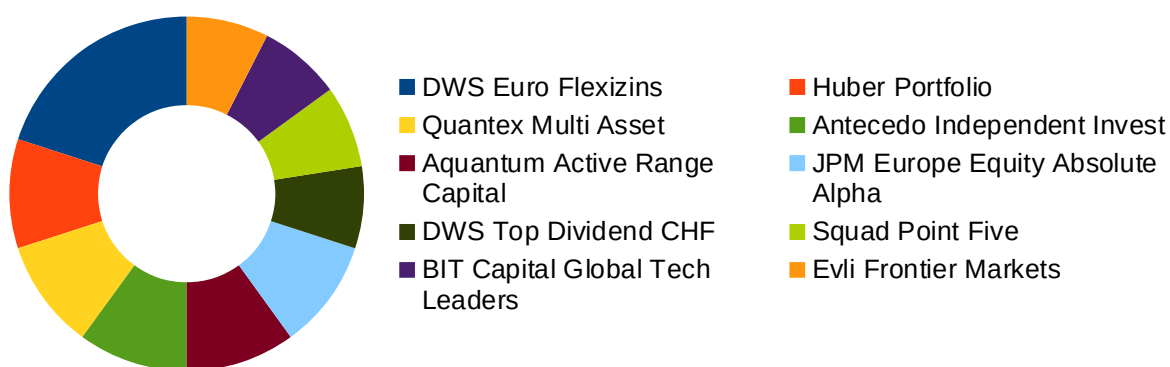 DWS Euro Flexizins
Huber Portfolio
Quantex Multi Asset
Antecedo Independent Invest
Aquantum Active Range
Capital
JPM Europe Equity Absolute
Alpha
DWS Top Dividend CHF
Squad Point Five
BIT Capital Global Tech
Leaders
Evli Frontier Markets